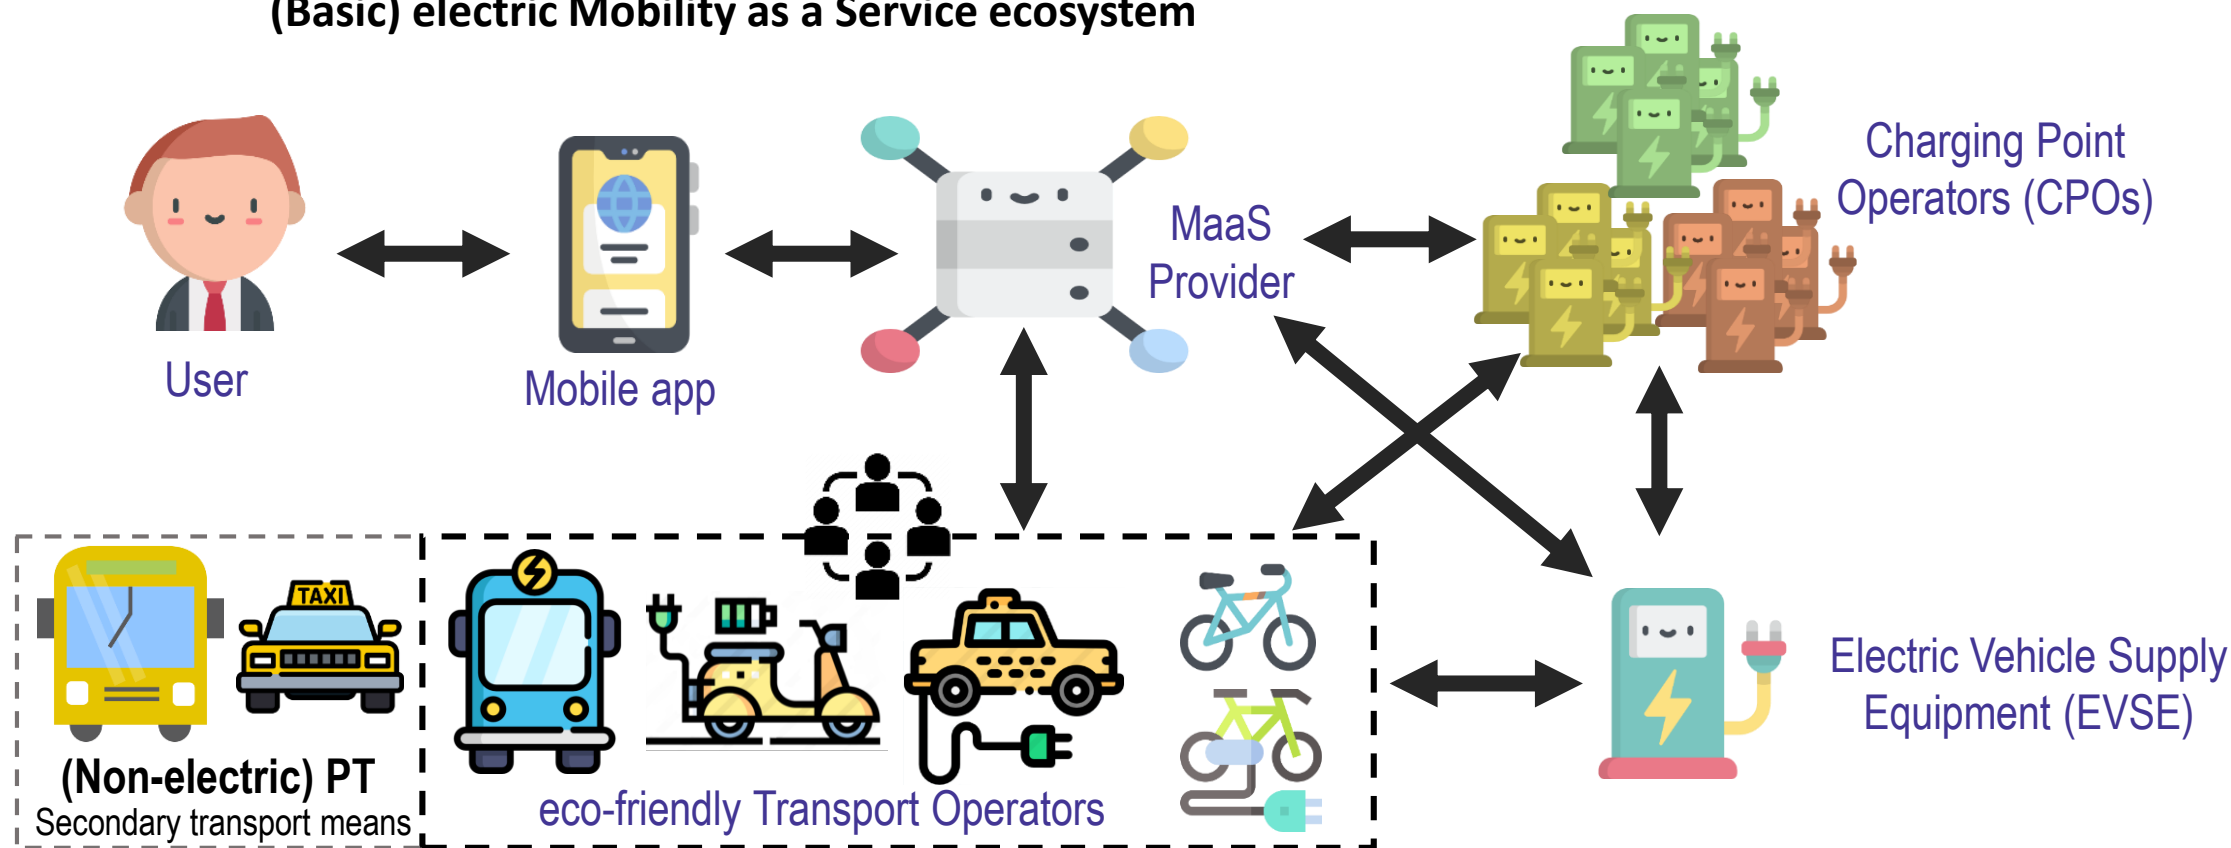 (Basic) electric Mobility as a Service ecosystem
Charging Point
Operators (CPOs)
MaaS
Provider
User
Mobile app
TAXI
(Non-electric) PT
Secondary transport means
eco-friendly Transport Operators
Electric Vehicle Supply
Equipment (EVSE)